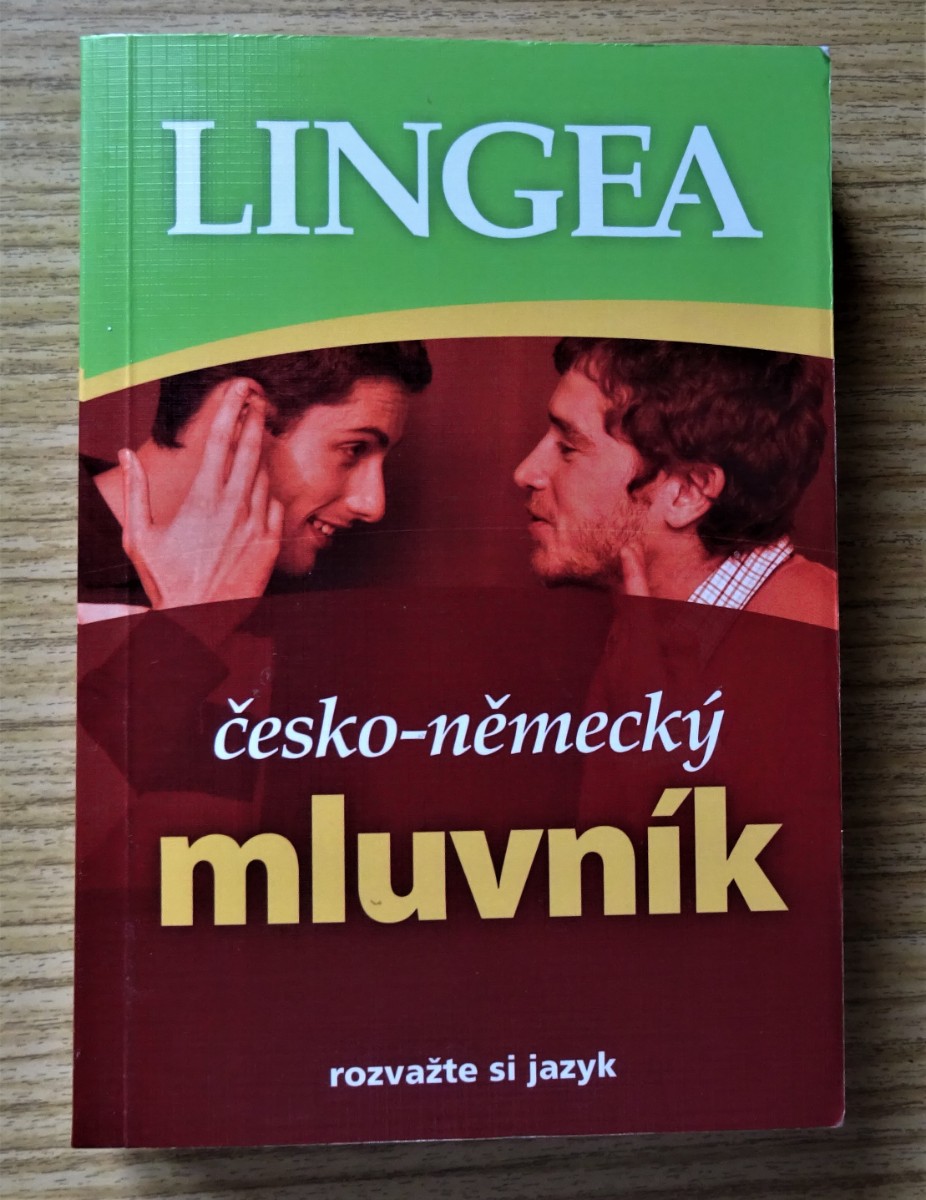 LINGEA
česko-německý
mluvník
rozvažte si jazyk